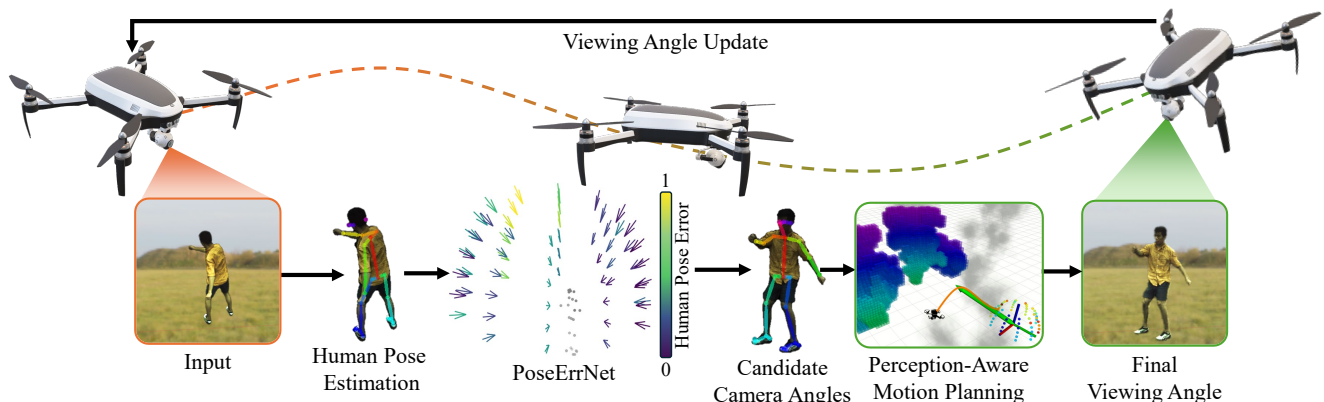 Viewing Angle Update
1
Human Pose Error
0
Input
Human Pose
Estimation
PoseErrNet
Candidate
Camera Angles
Perception-Aware
Motion Planning
Final
Viewing Angle